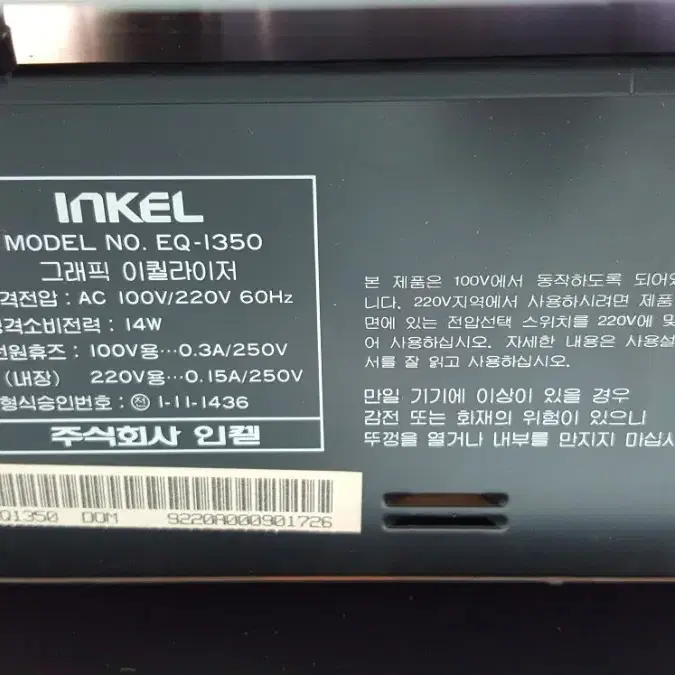 INKEL
MODEL NO. EQ-1350
그래픽 이퀄라이저
격전압 : AC 100V/220V 60Hz
격소비전력 : 14W
원휴즈 : 100V용…0.3A/250V
(내장) 220V용…0.15A/250V
형식승인번호 : 전 1-11-1436
주식회사 인켈
Q1350 DOM 9220A000901726
본 제품은 100V에서 동작하도록 되어
니다. 220V지역에서 사용하시려면 제품
면에 있는 전압선택 스위치를 220V에 맞
어 사용하십시오. 자세한 내용은 사용설
서를 잘 읽고 사용하십시오.
만일 기기에 이상이 있을 경우
감전 또는 화재의 위험이 있으니
뚜껑을 열거나 내부를 만지지 마십시